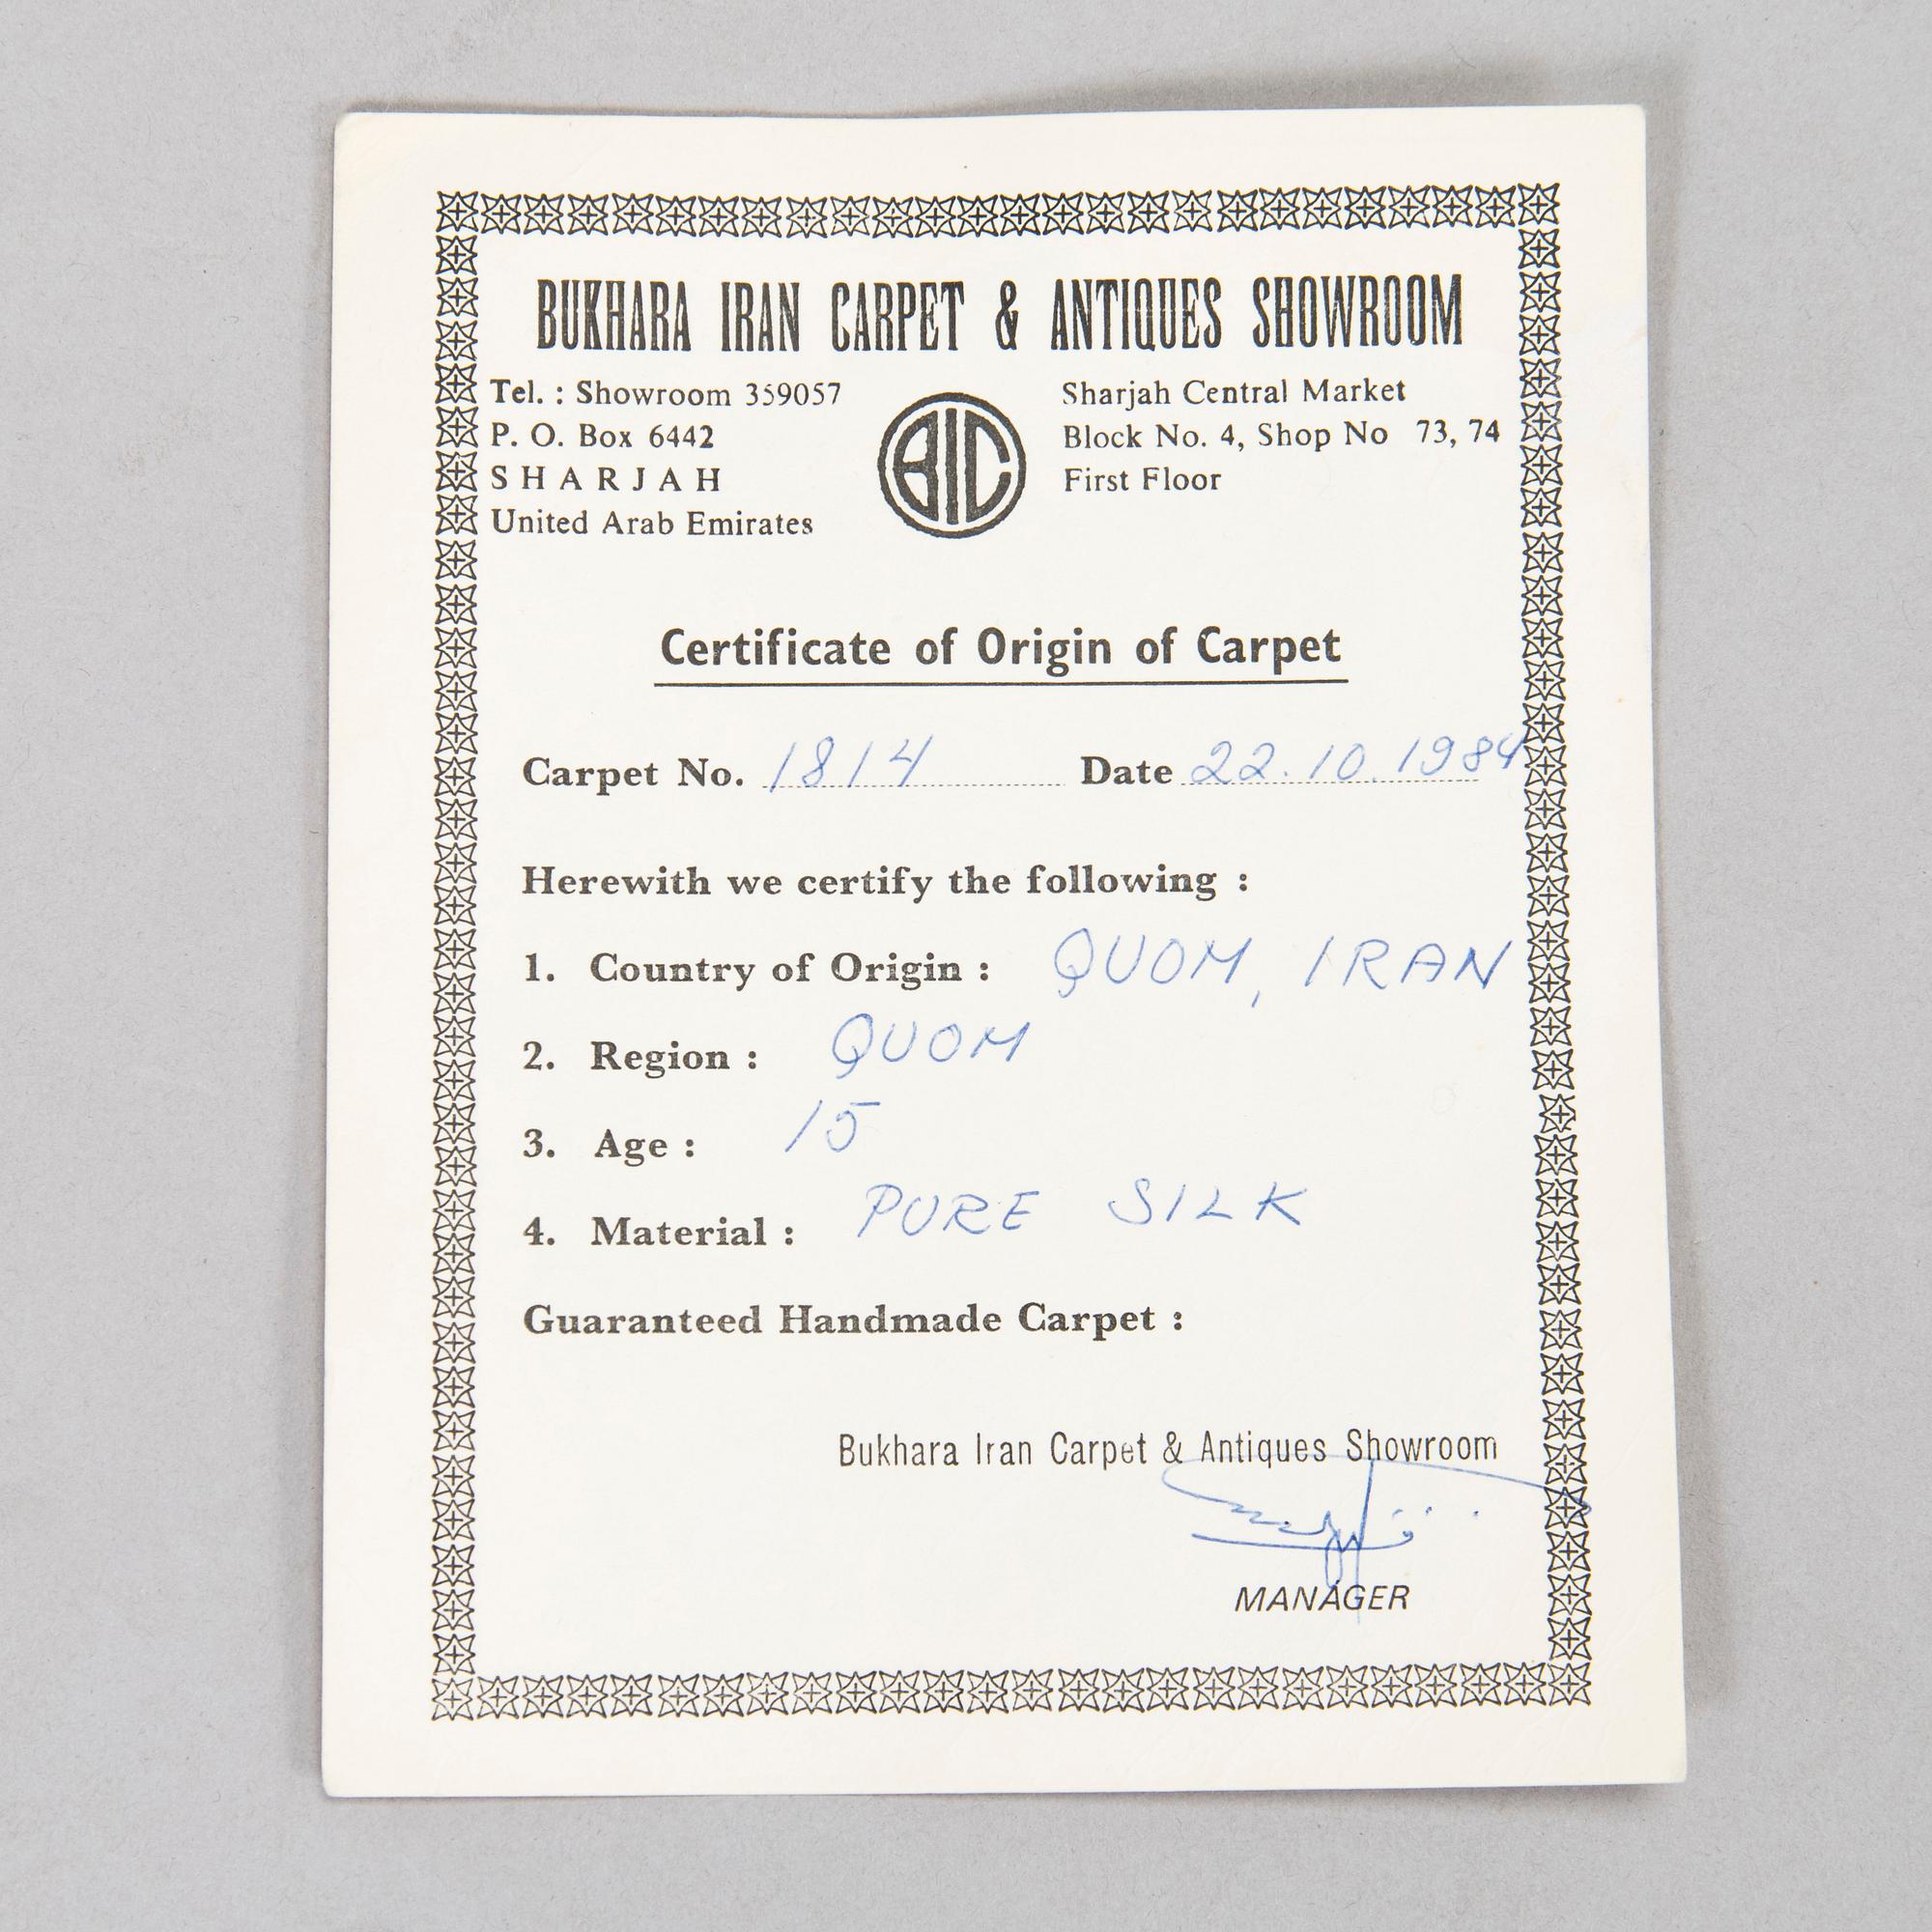 BUKHARA IRAN CARPET & ANTIQUES SHOWROOM
Tel. : Showroom 359057
P. O. Box 6442
SHARJAH
United Arab Emirates
BIC
Sharjah Central Market
Block No. 4, Shop No 73, 74
First Floor
Certificate of Origin of Carpet
Carpet No. 1814 Date 22.10.1984
Herewith we certify the following :
1. Country of Origin : QUOM, IRAN
2. Region : QUOM
3. Age : 15
4. Material : PURE SILK
Guaranteed Handmade Carpet :
Bukhara Iran Carpet & Antiques Showroom
MANAGER